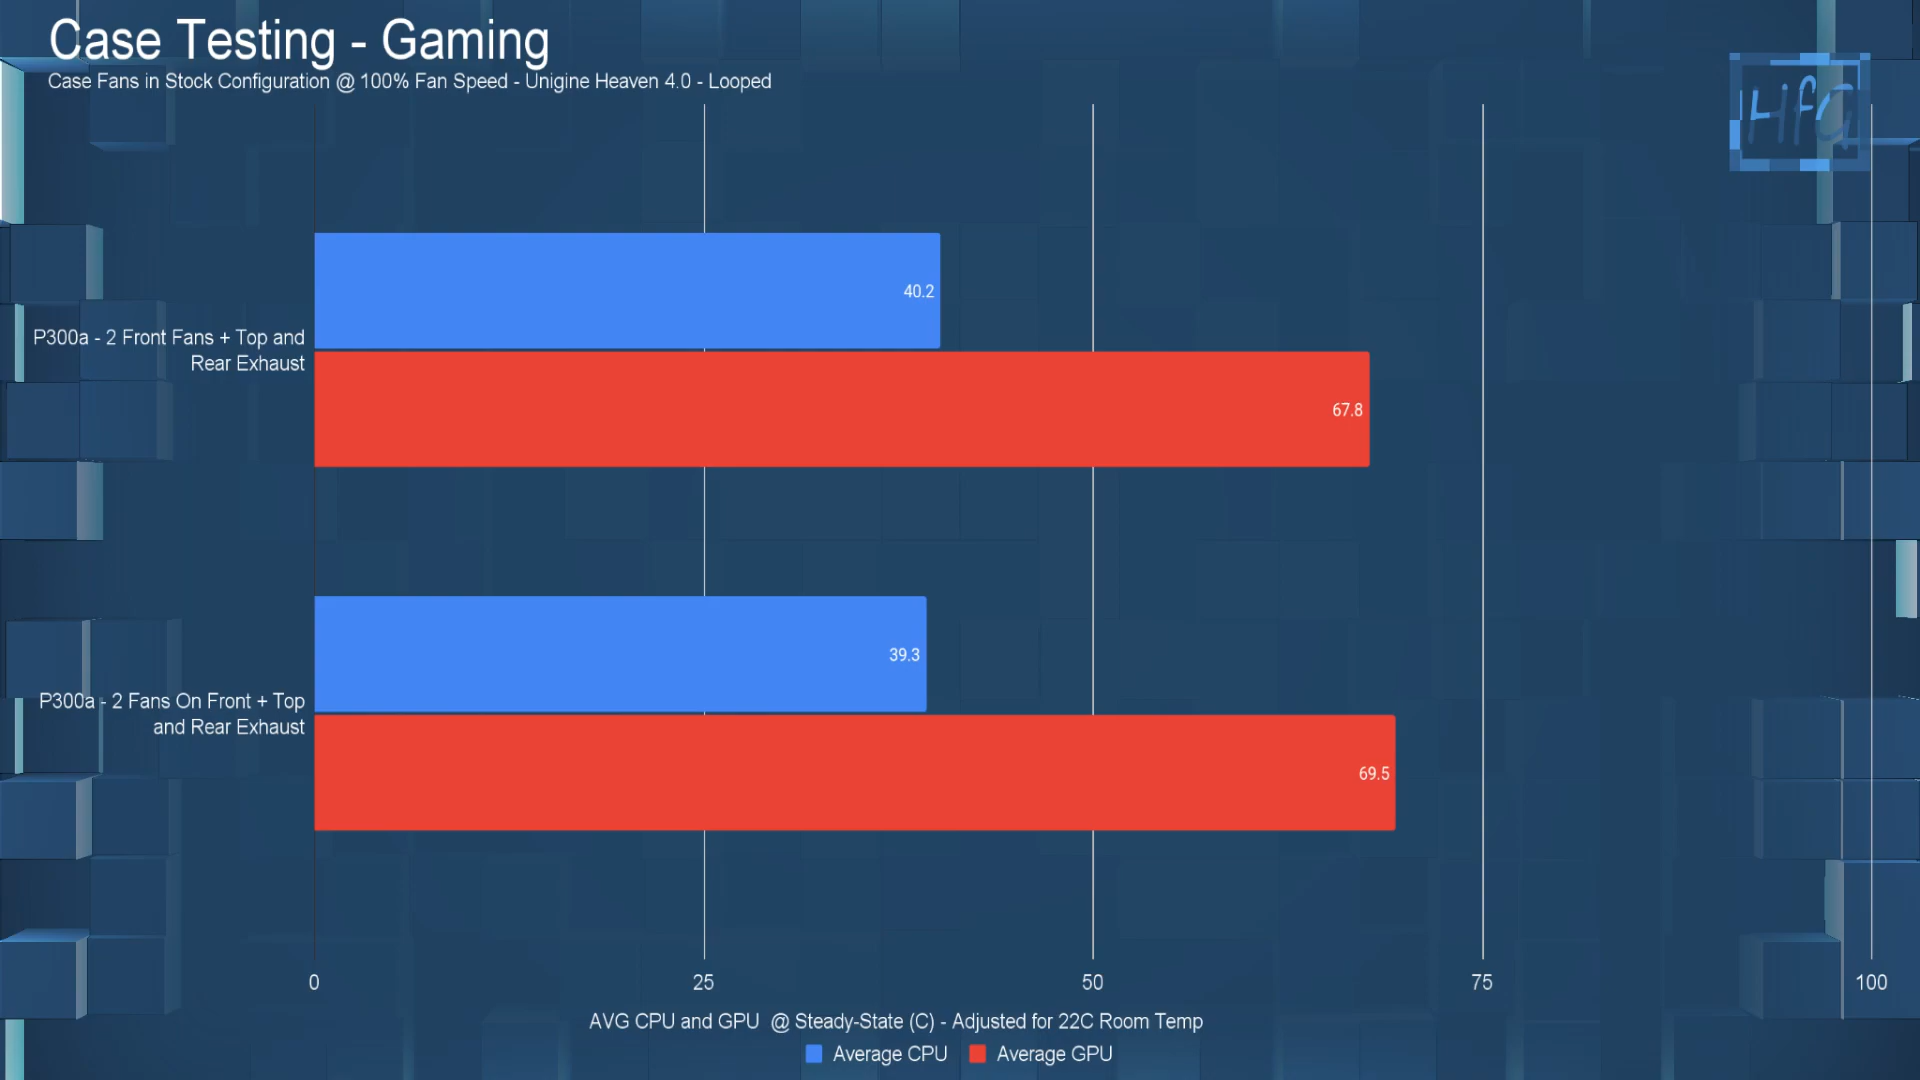 Case Testing - Gaming
Case Fans in Stock Configuration @ 100% Fan Speed - Unigine Heaven 4.0 - Looped
HfG
P300a - 2 Front Fans + Top and
Rear Exhaust
40.2
67.8
P300a - 2 Fans On Front + Top
and Rear Exhaust
39.3
69.5
0 25 50 75 100
AVG CPU and GPU @ Steady-State (C) - Adjusted for 22C Room Temp
Average CPU Average GPU